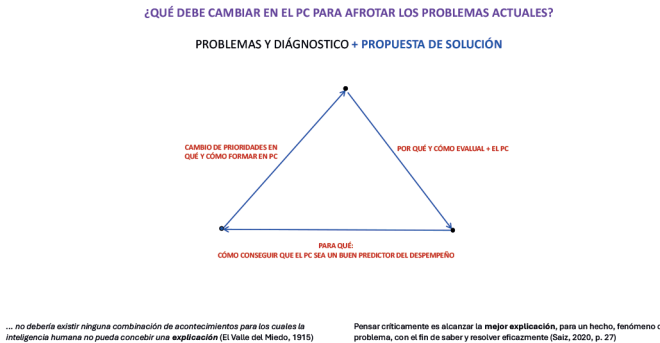 ¿QUÉ DEBE CAMBIAR EN EL PC PARA AFROTAR LOS PROBLEMAS ACTUALES?
PROBLEMAS Y DIÁGNOSTICO + PROPUESTA DE SOLUCIÓN
CAMBIO DE PRIORIDADES EN
QUÉ Y CÓMO FORMAR EN PC
POR QUÉ Y CÓMO EVALUAL + EL PC
PARA QUÉ:
CÓMO CONSEGUIR QUE EL PC SEA UN BUEN PREDICTOR DEL DESPEMPEÑO
... no debería existir ninguna combinación de acontecimientos para los cuales la
inteligencia humana no pueda concebir una explicación (El Valle del Miedo, 1915)
Pensar críticamente es alcanzar la mejor explicación, para un hecho, fenómeno o
problema, con el fin de saber y resolver eficazmente (Saiz, 2020, p. 27)